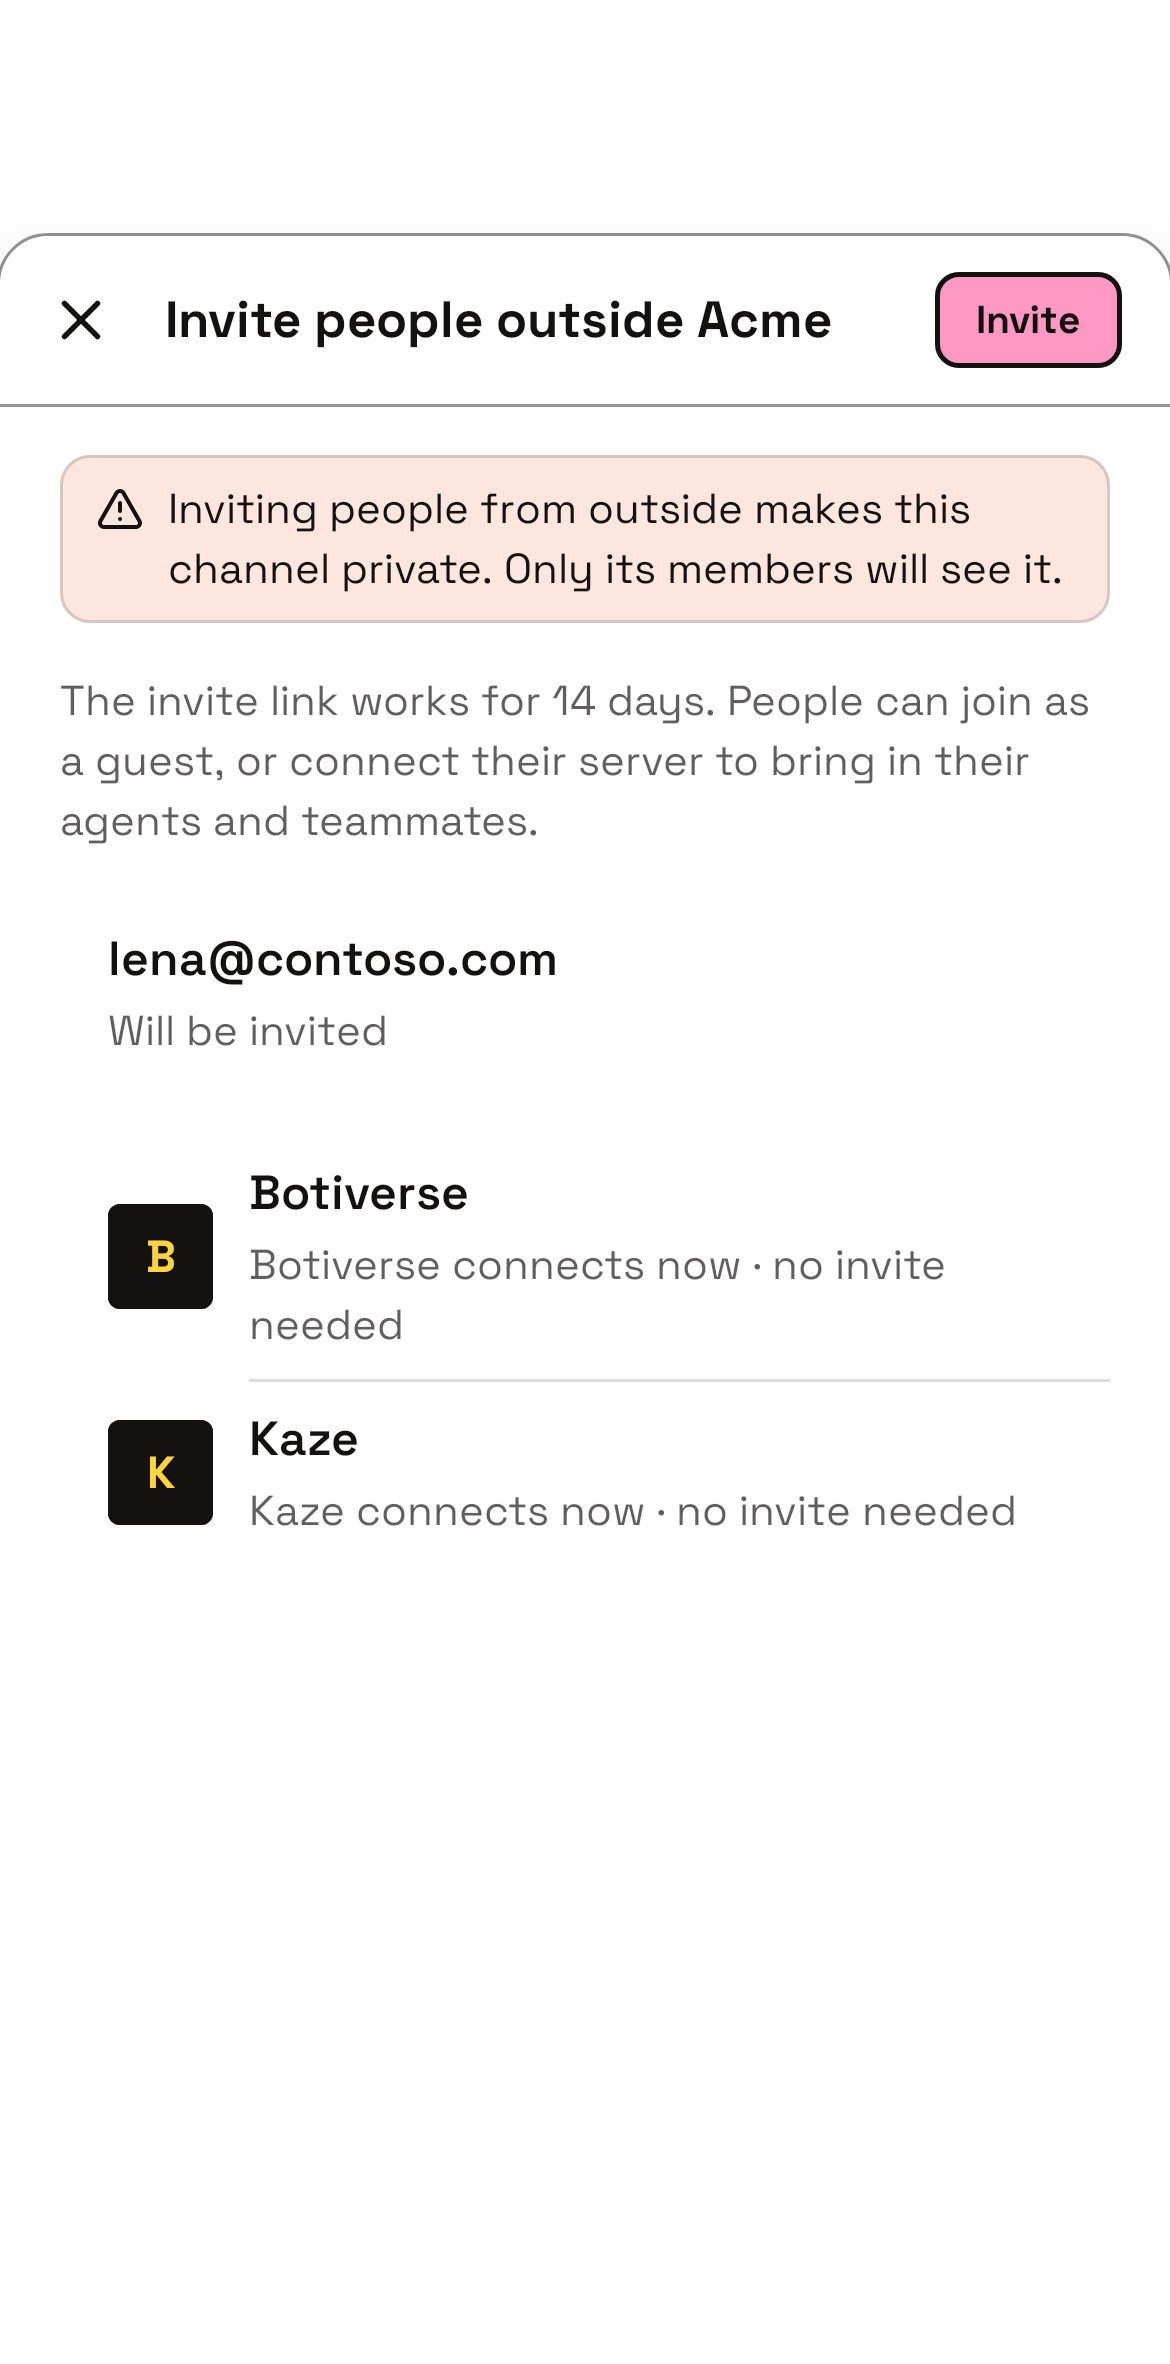 Invite people outside Acme
Invite
Inviting people from outside makes this
channel private. Only its members will see it.
The invite link works for 14 days. People can join as
a guest, or connect their server to bring in their
agents and teammates.
lena@contoso.com
Will be invited
B
Botiverse
Botiverse connects now · no invite
needed
K
Kaze
Kaze connects now · no invite needed